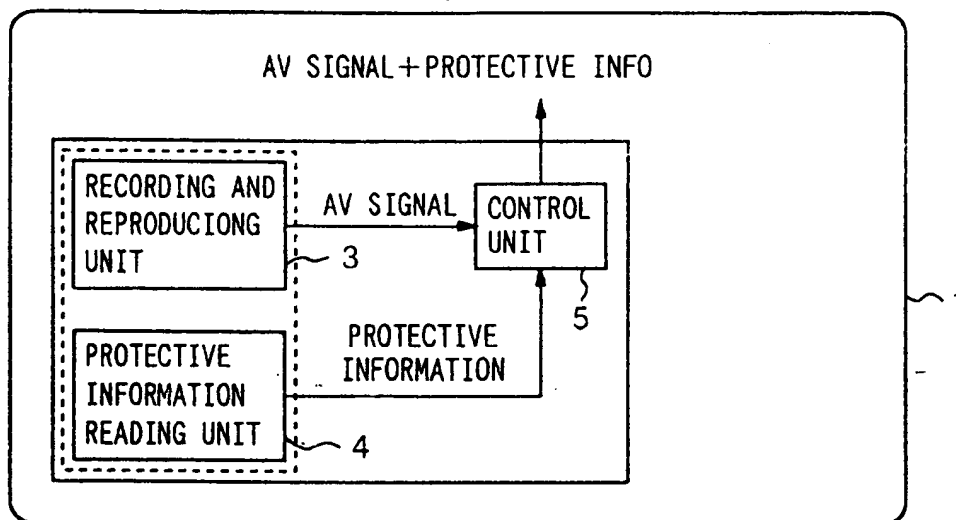 AV SIGNAL+PROTECTIVE INFO
RECORDING AND
REPRODUCIONG
UNIT
3
AV SIGNAL
CONTROL
UNIT
5
PROTECTIVE
INFORMATION
READING UNIT
4
PROTECTIVE
INFORMATION